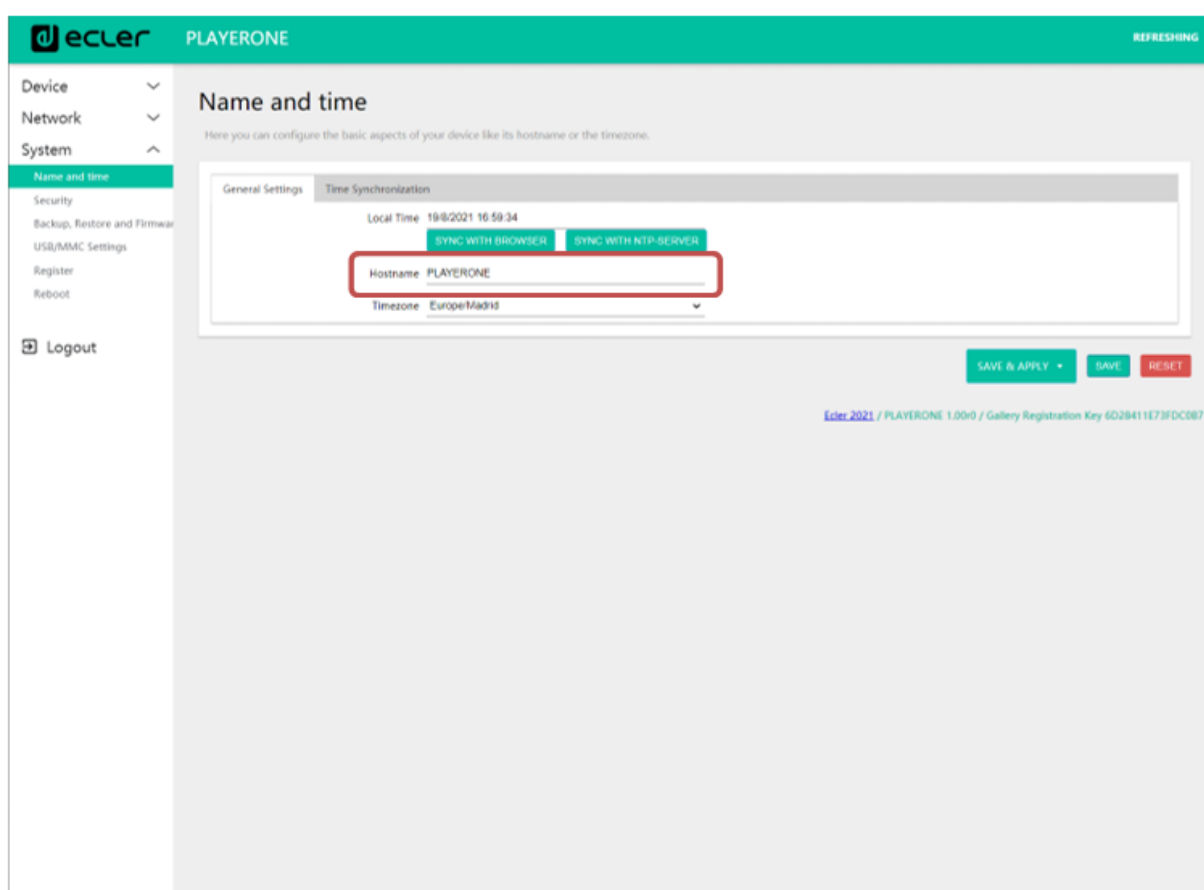 ecler PLAYERONE REFRESHING
Device
Network
System
Name and time
Security
Backup, Restore and Firmwar
USB/MMC Settings
Register
Reboot
Logout
Name and time
Here you can configure the basic aspects of your device like its hostname or the timezone.
General Settings Time Synchronization
Local Time 19/8/2021 16:59:34
SYNC WITH BROWSER SYNC WITH NTP-SERVER
Hostname PLAYERONE
Timezone Europe/Madrid
SAVE & APPLY SAVE RESET
Ecler 2021 / PLAYERONE 1.00r0 / Gallery Registration Key 6D28411E73FDC0B7